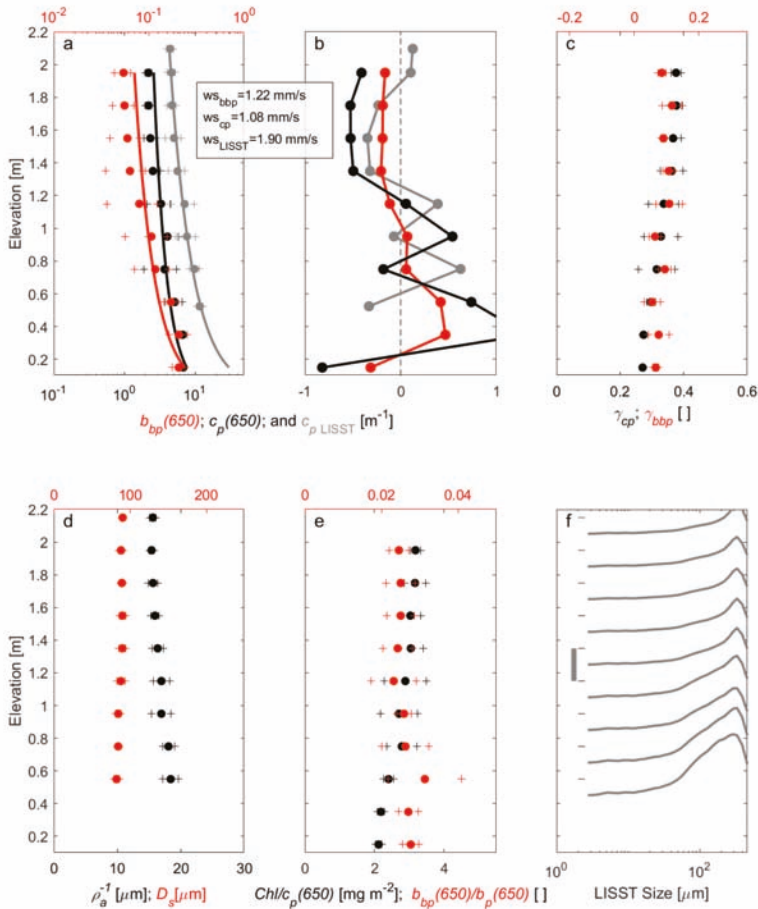 10^-2 10^-1 10^0 -0.2 0 0.2
a b c
ws_bbp=1.22 mm/s
ws_cp=1.08 mm/s
ws_LISST=1.90 mm/s
Elevation [m]
2.2
2
1.8
1.6
1.4
1.2
1
0.8
0.6
0.4
0.2
10^-1 10^0 10^1 -1 0 1 0 0.2 0.4 0.6
b_bp(650); c_p(650); and c_p LISST [m^-1] γ_cp; γ_bbp [ ]
0 100 200 0 0.02 0.04
d e f
Elevation [m]
2.2
2
1.8
1.6
1.4
1.2
1
0.8
0.6
0.4
0.2
0 10 20 30 0 2 4 10^0 10^2
ρ_a^-1 [μm]; D_s[μm] Chl/c_p(650) [mg m^-2]; b_bp(650)/b_p(650) [ ] LISST Size [μm]